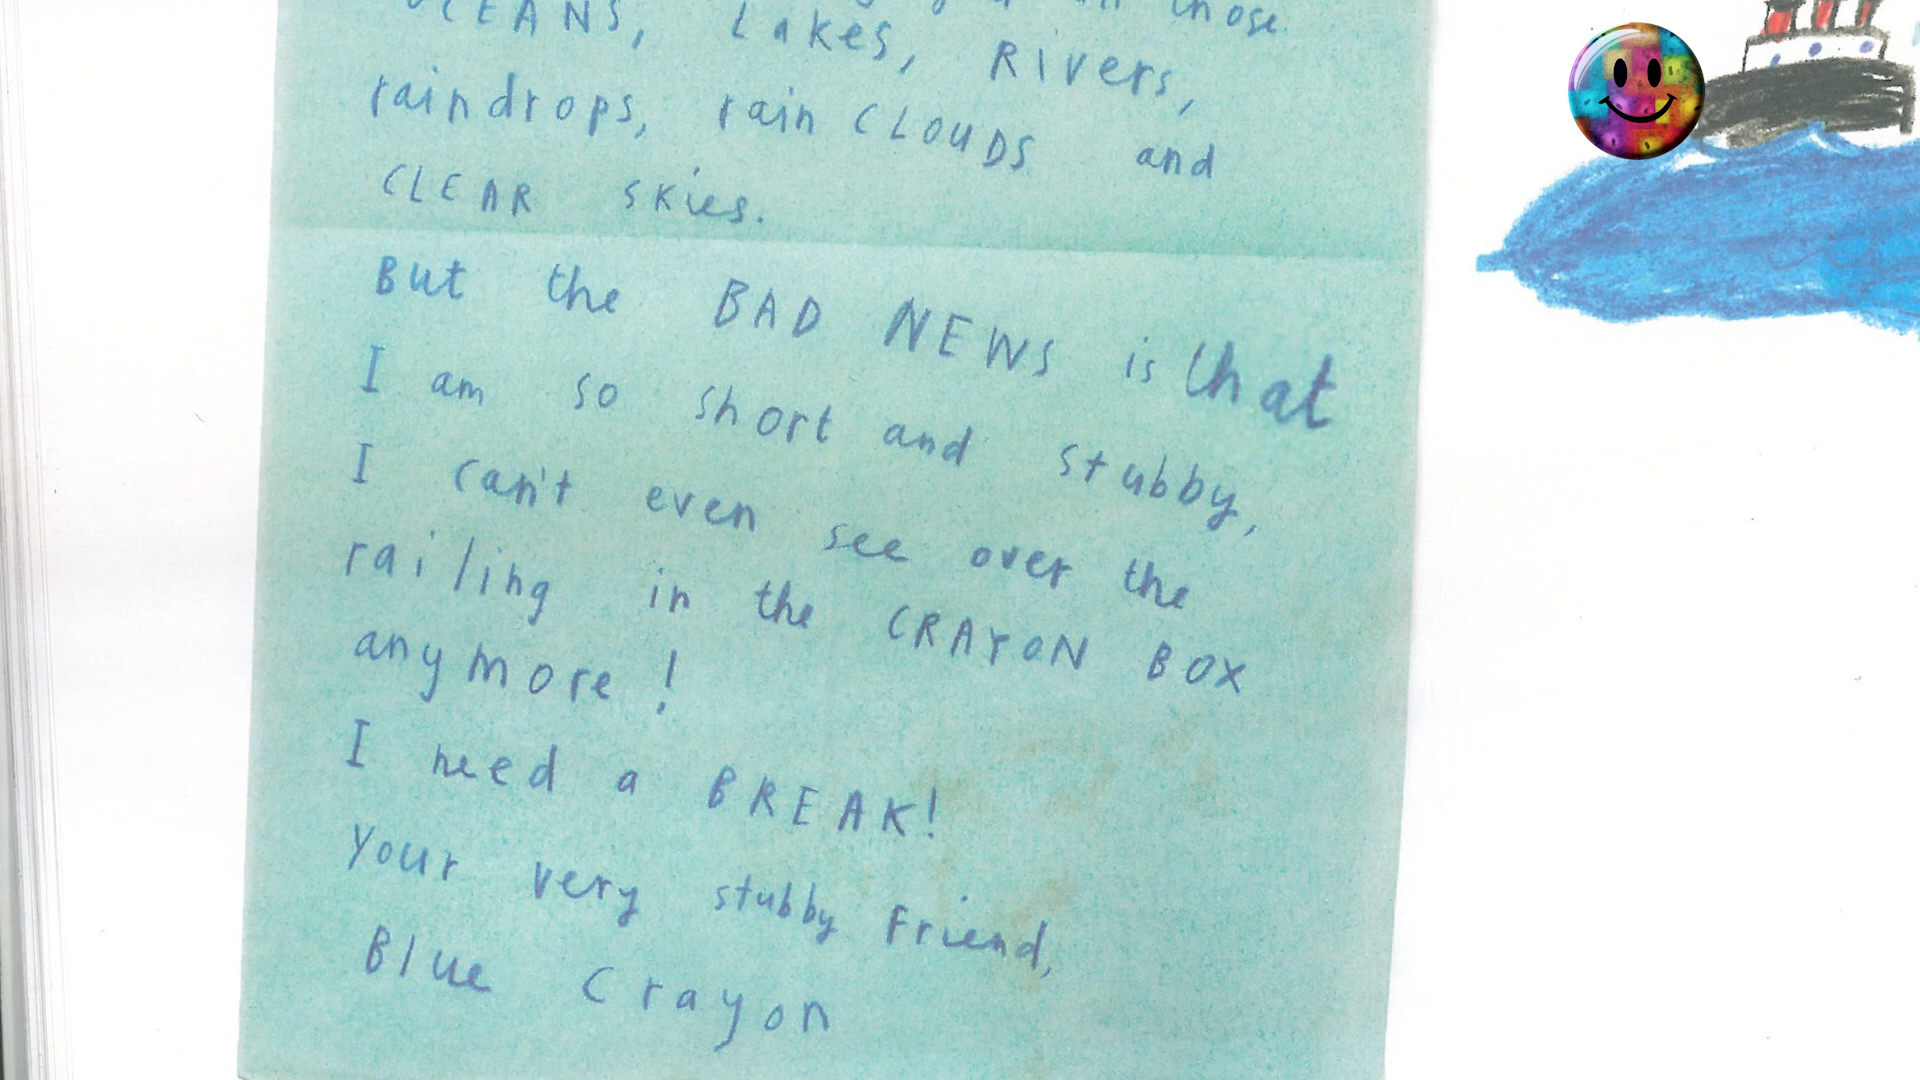 those
OCEANS, Lakes, Rivers,
raindrops, rain CLOUDS and
CLEAR skies.
But the BAD NEWS is that
I am so short and stubby,
I can't even see over the
railing in the CRAYON BOX
anymore!
I need a BREAK!
Your very stubby Friend,
Blue Crayon